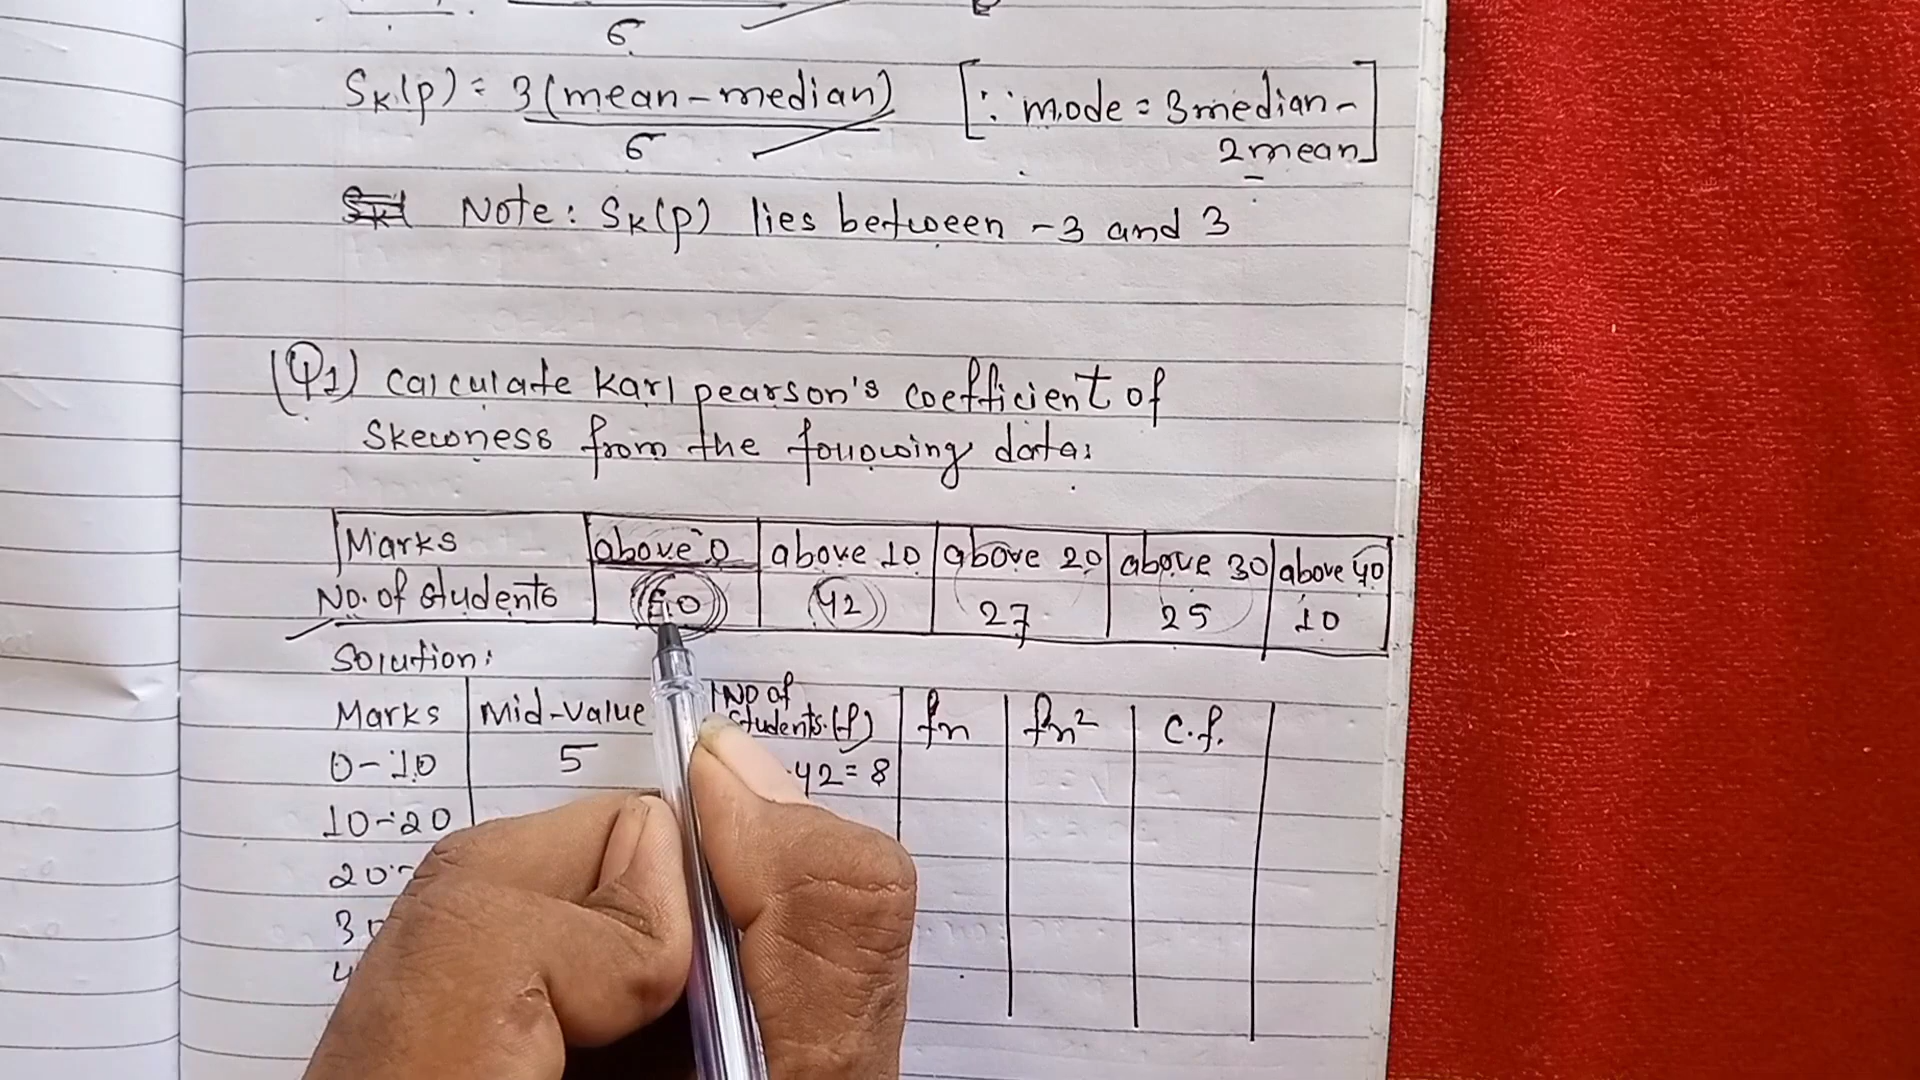 σ
Sk(p) = 3(mean-median) [∵ mode = 3median-
σ 2mean]
Note: Sk(p) lies between -3 and 3
(Q1) Calculate Karl pearson's coefficient of
Skewness from the following data:
Marks above 0 above 10 above 20 above 30 above 40
No. of students 50 42 27 25 10
Solution:
Marks Mid-value No of students.(f) fx fx² c.f.
0-10 5 -42=8
10-20
20-